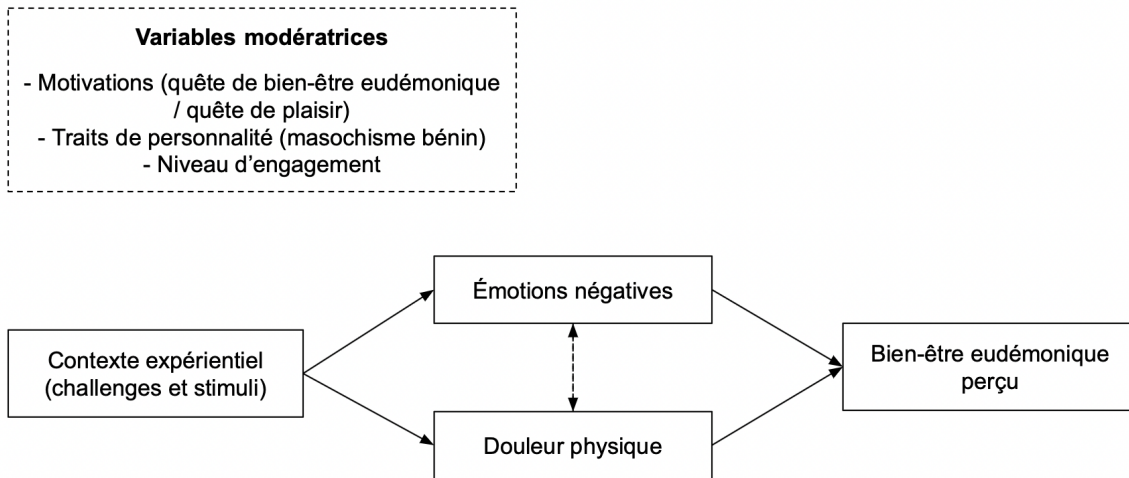 Variables modératrices
- Motivations (quête de bien-être eudémonique
/ quête de plaisir)
- Traits de personnalité (masochisme bénin)
- Niveau d’engagement
Émotions négatives
Contexte expérientiel
(challenges et stimuli)
Bien-être eudémonique
perçu
Douleur physique